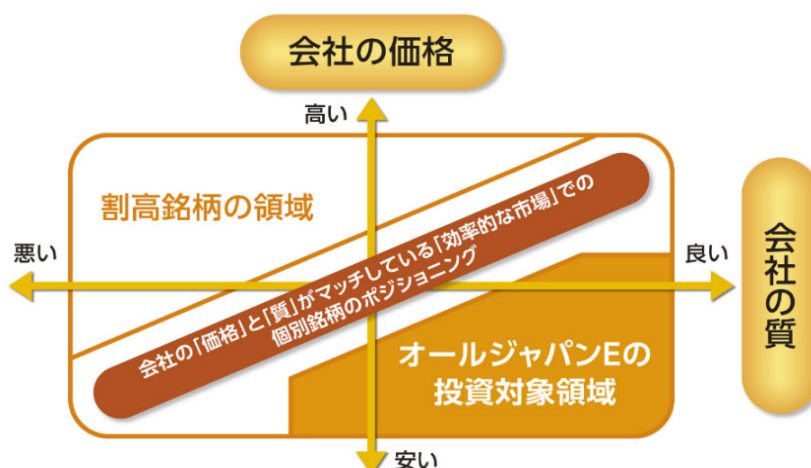 会社の価格
高い
割高銘柄の領域
悪い
会社の「価格」と「質」がマッチしている「効率的な市場」での
個別銘柄のポジショニング
良い
会社の質
オールジャパンEの
投資対象領域
安い